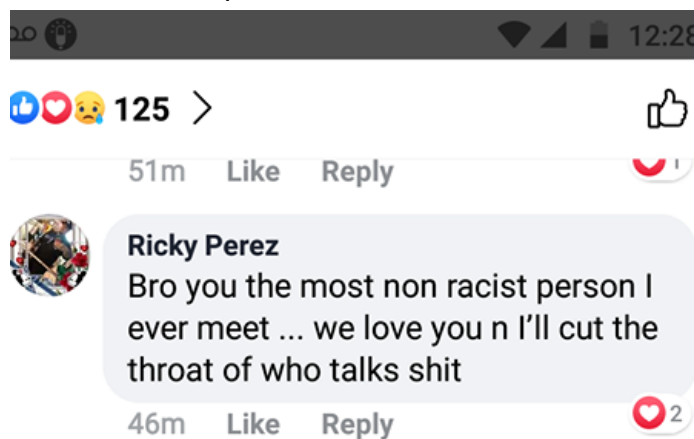 12:28
125
51m Like Reply
1
Ricky Perez
Bro you the most non racist person I
ever meet ... we love you n I'll cut the
throat of who talks shit
46m Like Reply
2